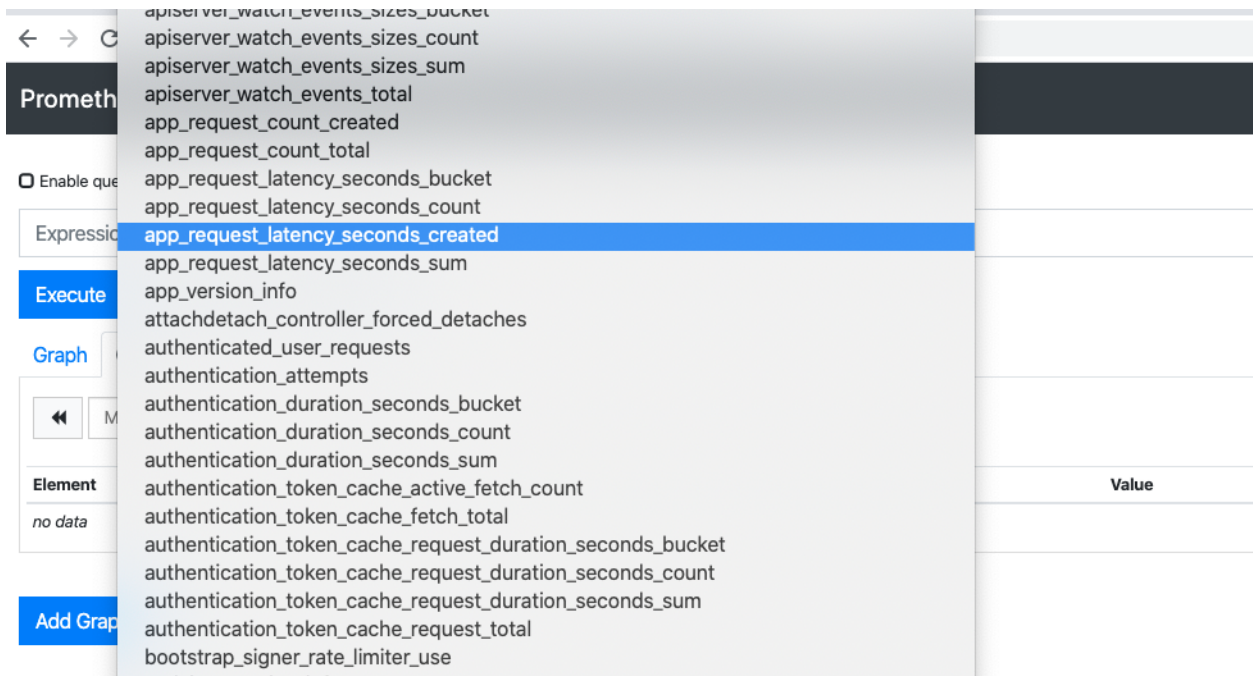 apiserver_watch_events_sizes_bucket
apiserver_watch_events_sizes_count
apiserver_watch_events_sizes_sum
Prometh
apiserver_watch_events_total
app_request_count_created
app_request_count_total
Enable que
app_request_latency_seconds_bucket
app_request_latency_seconds_count
Expressio
app_request_latency_seconds_created
app_request_latency_seconds_sum
Execute
app_version_info
attachdetach_controller_forced_detaches
Graph
authenticated_user_requests
authentication_attempts
authentication_duration_seconds_bucket
M
authentication_duration_seconds_count
authentication_duration_seconds_sum
Element
authentication_token_cache_active_fetch_count
Value
no data
authentication_token_cache_fetch_total
authentication_token_cache_request_duration_seconds_bucket
authentication_token_cache_request_duration_seconds_count
authentication_token_cache_request_duration_seconds_sum
Add Grap
authentication_token_cache_request_total
bootstrap_signer_rate_limiter_use